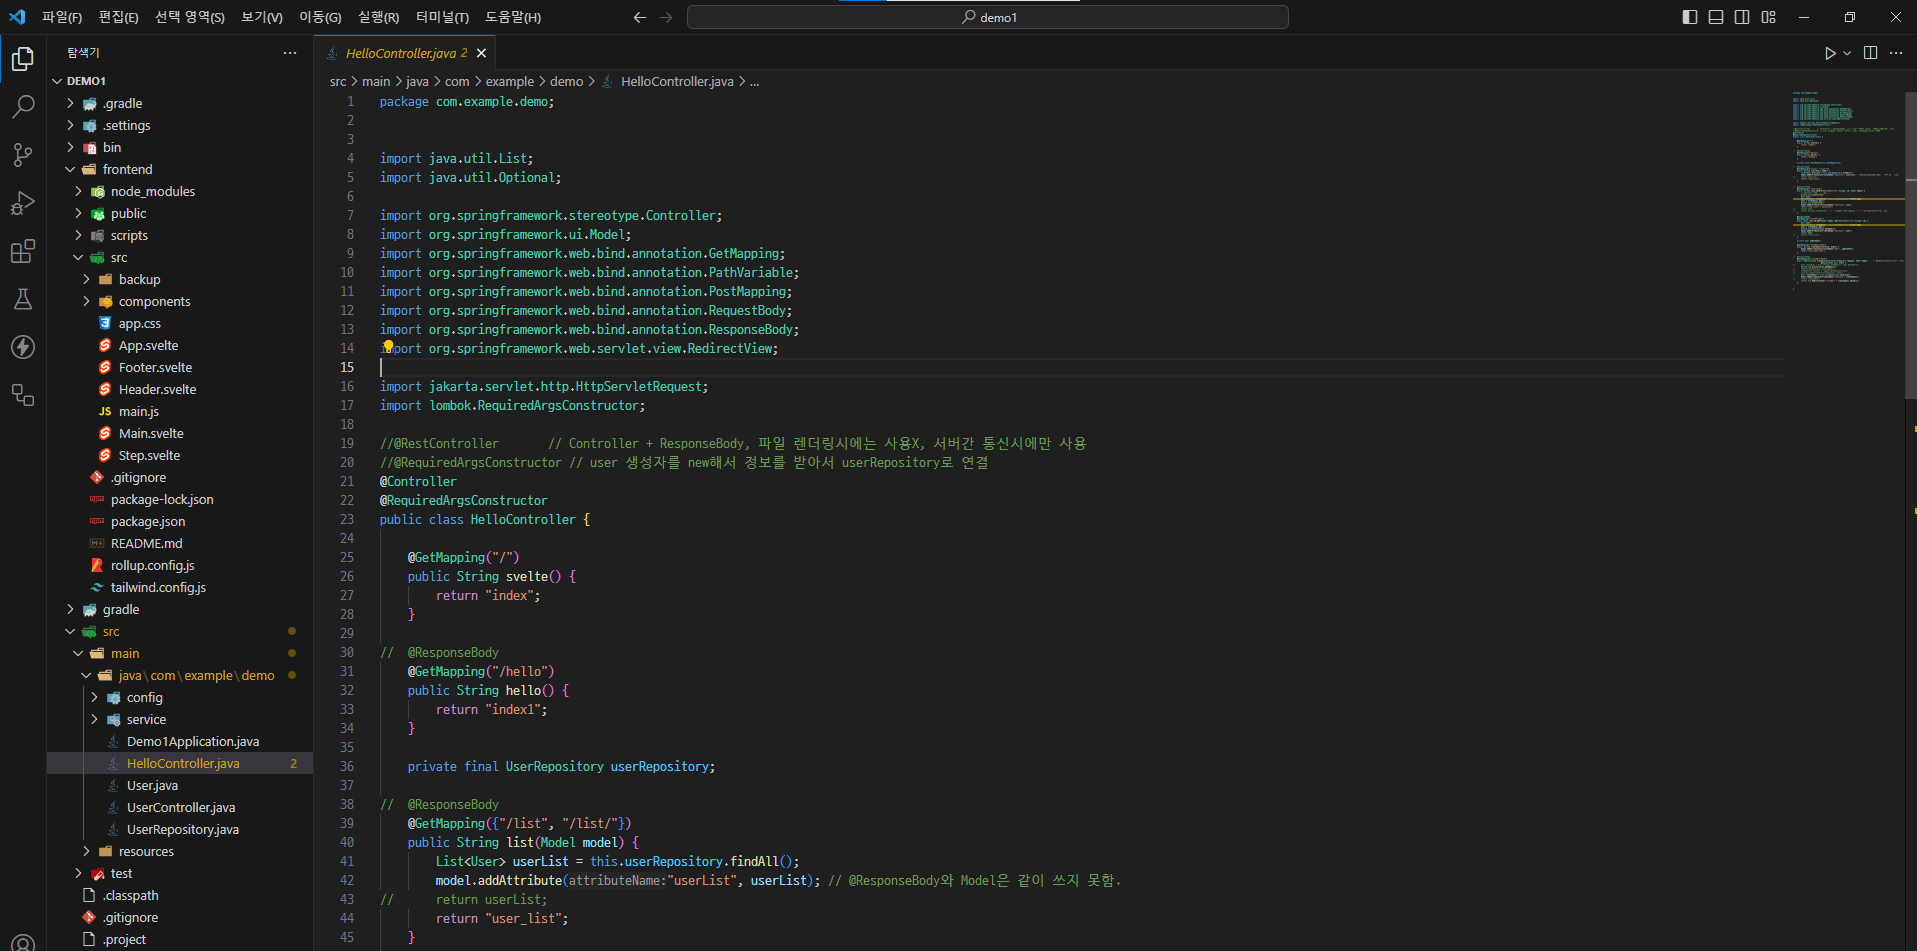 파일(F) 편집(E) 선택 영역(S) 보기(V) 이동(G) 실행(R) 터미널(T) 도움말(H)
demo1
탐색기
DEMO1
.gradle
.settings
bin
frontend
node_modules
public
scripts
src
backup
components
app.css
App.svelte
Footer.svelte
Header.svelte
JS main.js
Main.svelte
Step.svelte
.gitignore
package-lock.json
package.json
README.md
rollup.config.js
tailwind.config.js
gradle
src
main
java\com\example\demo
config
service
Demo1Application.java
HelloController.java 2
User.java
UserController.java
UserRepository.java
resources
test
.classpath
.gitignore
.project
HelloController.java 2
src > main > java > com > example > demo > HelloController.java > ...
1 package com.example.demo;
2
3
4 import java.util.List;
5 import java.util.Optional;
6
7 import org.springframework.stereotype.Controller;
8 import org.springframework.ui.Model;
9 import org.springframework.web.bind.annotation.GetMapping;
10 import org.springframework.web.bind.annotation.PathVariable;
11 import org.springframework.web.bind.annotation.PostMapping;
12 import org.springframework.web.bind.annotation.RequestBody;
13 import org.springframework.web.bind.annotation.ResponseBody;
14 import org.springframework.web.servlet.view.RedirectView;
15
16 import jakarta.servlet.http.HttpServletRequest;
17 import lombok.RequiredArgsConstructor;
18
19 //@RestController // Controller + ResponseBody, 파일 렌더링시에는 사용X, 서버간 통신시에만 사용
20 //@RequiredArgsConstructor // user 생성자를 new해서 정보를 받아서 userRepository로 연결
21 @Controller
22 @RequiredArgsConstructor
23 public class HelloController {
24
25 @GetMapping("/")
26 public String svelte() {
27 return "index";
28 }
29
30 // @ResponseBody
31 @GetMapping("/hello")
32 public String hello() {
33 return "index1";
34 }
35
36 private final UserRepository userRepository;
37
38 // @ResponseBody
39 @GetMapping({"/list", "/list/"})
40 public String list(Model model) {
41 List<User> userList = this.userRepository.findAll();
42 model.addAttribute(attributeName:"userList", userList); // @ResponseBody와 Model은 같이 쓰지 못함.
43 // return userList;
44 return "user_list";
45 }